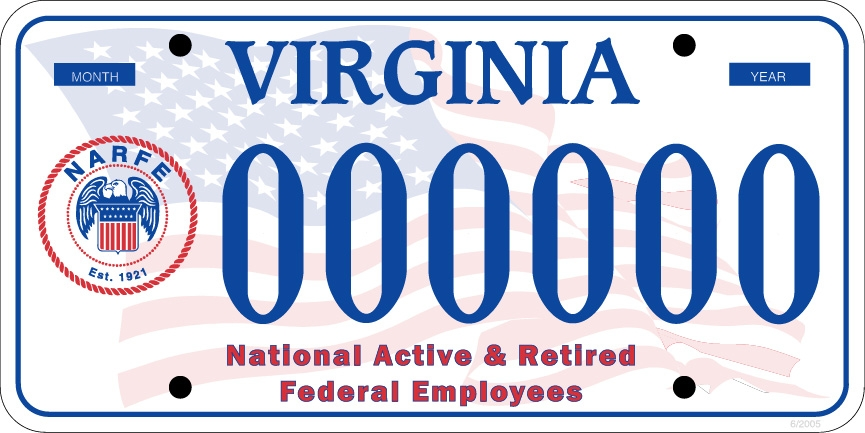 VIRGINIA
MONTH
YEAR
NARFE
Est. 1921
000000
National Active & Retired
Federal Employees
6/2005